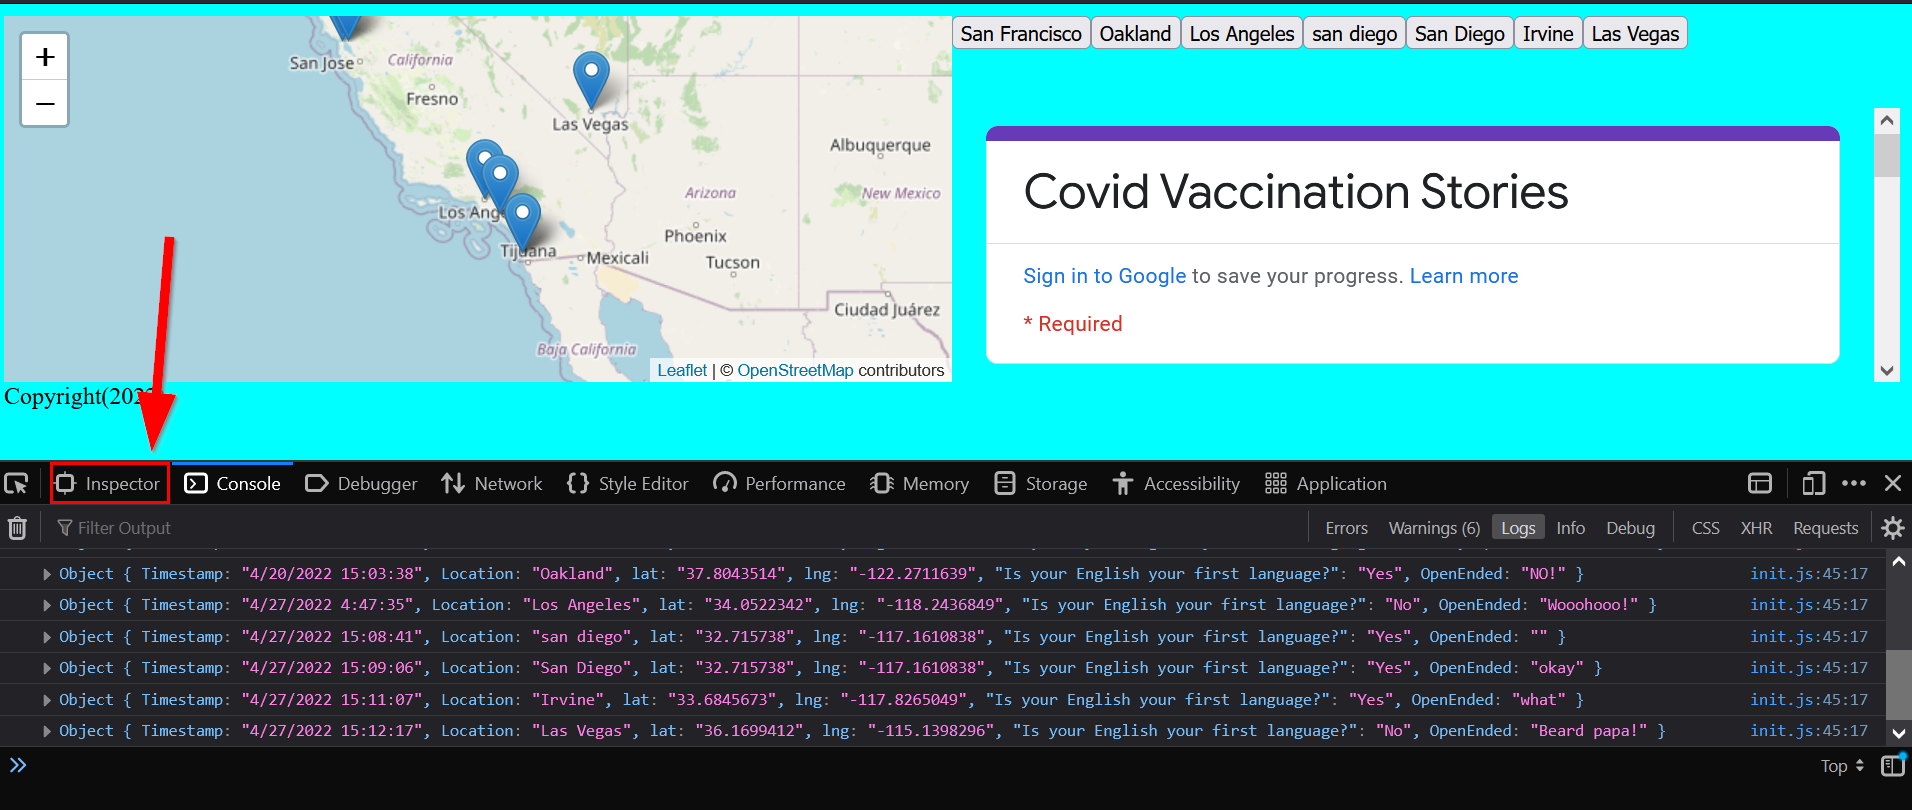 +
−
San Jose
California
Fresno
Las Vegas
Albuquerque
Arizona
New Mexico
Los Ang
Tijuana
Mexicali
Phoenix
Tucson
Ciudad Juárez
Baja California
Leaflet | © OpenStreetMap contributors
San Francisco Oakland Los Angeles san diego San Diego Irvine Las Vegas
Covid Vaccination Stories
Sign in to Google to save your progress. Learn more
* Required
Copyright(202
Inspector Console Debugger Network Style Editor Performance Memory Storage Accessibility Application
Filter Output Errors Warnings (6) Logs Info Debug CSS XHR Requests
Object { Timestamp: "4/20/2022 15:03:38", Location: "Oakland", lat: "37.8043514", lng: "-122.2711639", "Is your English your first language?": "Yes", OpenEnded: "NO!" } init.js:45:17
Object { Timestamp: "4/27/2022 4:47:35", Location: "Los Angeles", lat: "34.0522342", lng: "-118.2436849", "Is your English your first language?": "No", OpenEnded: "Wooohooo!" } init.js:45:17
Object { Timestamp: "4/27/2022 15:08:41", Location: "san diego", lat: "32.715738", lng: "-117.1610838", "Is your English your first language?": "Yes", OpenEnded: "" } init.js:45:17
Object { Timestamp: "4/27/2022 15:09:06", Location: "San Diego", lat: "32.715738", lng: "-117.1610838", "Is your English your first language?": "Yes", OpenEnded: "okay" } init.js:45:17
Object { Timestamp: "4/27/2022 15:11:07", Location: "Irvine", lat: "33.6845673", lng: "-117.8265049", "Is your English your first language?": "Yes", OpenEnded: "what" } init.js:45:17
Object { Timestamp: "4/27/2022 15:12:17", Location: "Las Vegas", lat: "36.1699412", lng: "-115.1398296", "Is your English your first language?": "No", OpenEnded: "Beard papa!" } init.js:45:17
Top